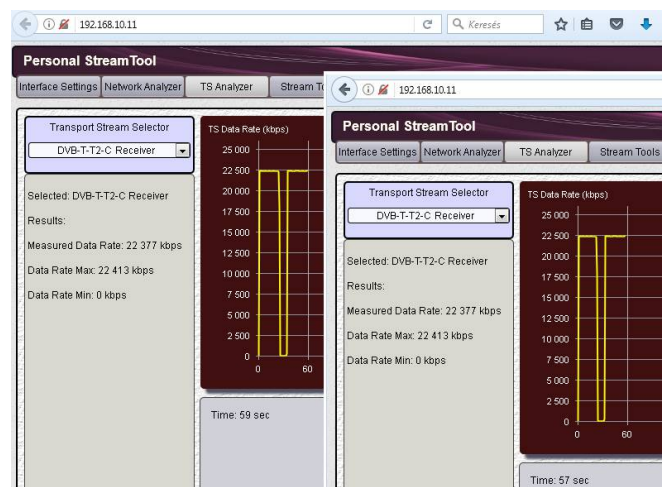 192.168.10.11
Keresés
Personal StreamTool
Interface Settings Network Analyzer TS Analyzer
Transport Stream Selector
DVB-T-T2-C Receiver
Selected: DVB-T-T2-C Receiver
Results:
Measured Data Rate: 22 377 kbps
Data Rate Max: 22 413 kbps
Data Rate Min: 0 kbps
TS Data Rate (kbps)
25 000
22 500
20 000
17 500
15 000
12 500
10 000
7 500
5 000
2 500
0
0 60
Time: 59 sec
192.168.10.11
Personal StreamTool
Interface Settings Network Analyzer TS Analyzer Stream Tools
Transport Stream Selector
DVB-T-T2-C Receiver
Selected: DVB-T-T2-C Receiver
Results:
Measured Data Rate: 22 377 kbps
Data Rate Max: 22 413 kbps
Data Rate Min: 0 kbps
TS Data Rate (kbps)
25 000
22 500
20 000
17 500
15 000
12 500
10 000
7 500
5 000
2 500
0
0 60
Time: 57 sec